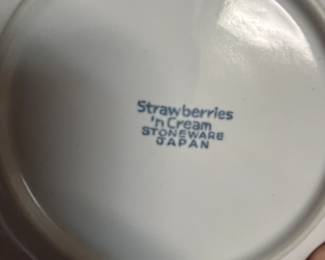 Strawberries
'n Cream
STONEWARE
JAPAN